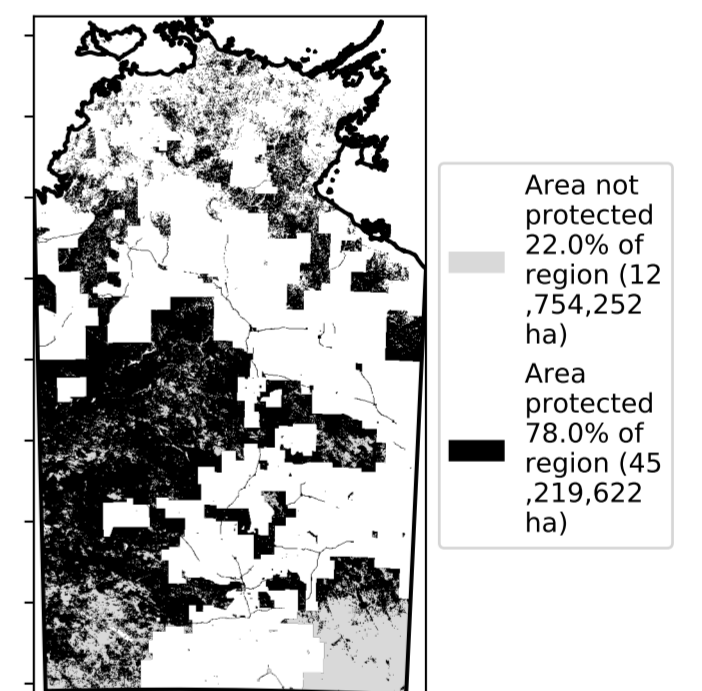 Area not
protected
22.0% of
region (12
,754,252
ha)
Area
protected
78.0% of
region (45
,219,622
ha)